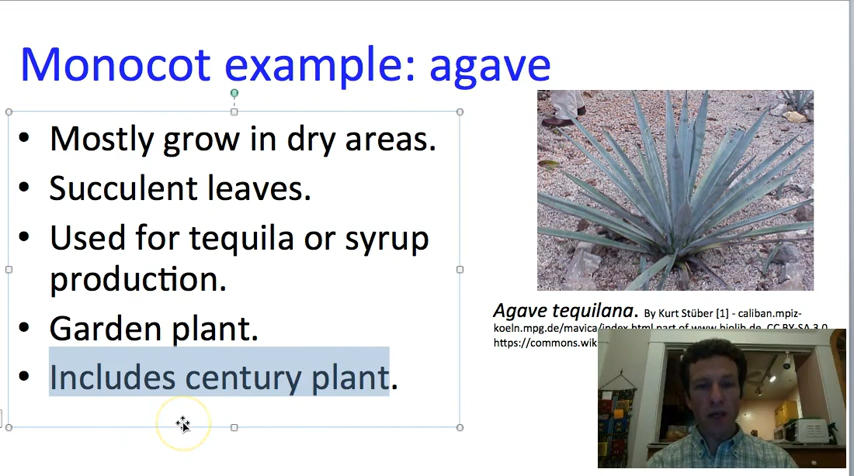 Monocot example: agave
• Mostly grow in dry areas.
• Succulent leaves.
• Used for tequila or syrup
production.
• Garden plant.
• Includes century plant.
Agave tequilana. By Kurt Stüber [1] - caliban.mpiz-
koeln.mpg.de/mavica/index.html part of www.biolib.de, CC BY-SA 3.0,
https://commons.wik